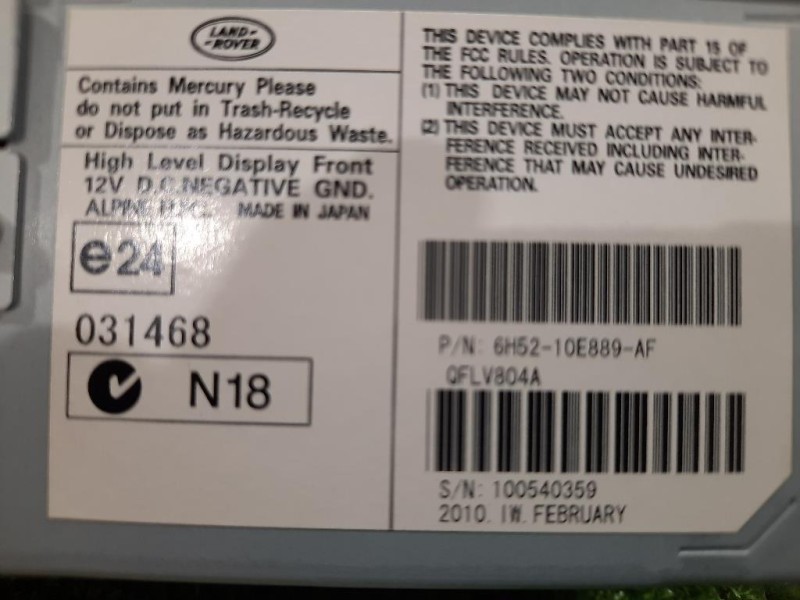 LAND-
-ROVER
Contains Mercury Please
do not put in Trash-Recycle
or Dispose as Hazardous Waste.
High Level Display Front
12V D.C.NEGATIVE GND.
ALPINE MADE IN JAPAN
e24
031468
N18
THIS DEVICE COMPLIES WITH PART 15 OF
THE FCC RULES. OPERATION IS SUBJECT TO
THE FOLLOWING TWO CONDITIONS:
(1) THIS DEVICE MAY NOT CAUSE HARMFUL
INTERFERENCE.
(2) THIS DEVICE MUST ACCEPT ANY INTER-
FERENCE RECEIVED INCLUDING INTER-
FERENCE THAT MAY CAUSE UNDESIRED
OPERATION.
P/N: 6H52-10E889-AF
QFLV804A
S/N: 100540359
2010. IW. FEBRUARY